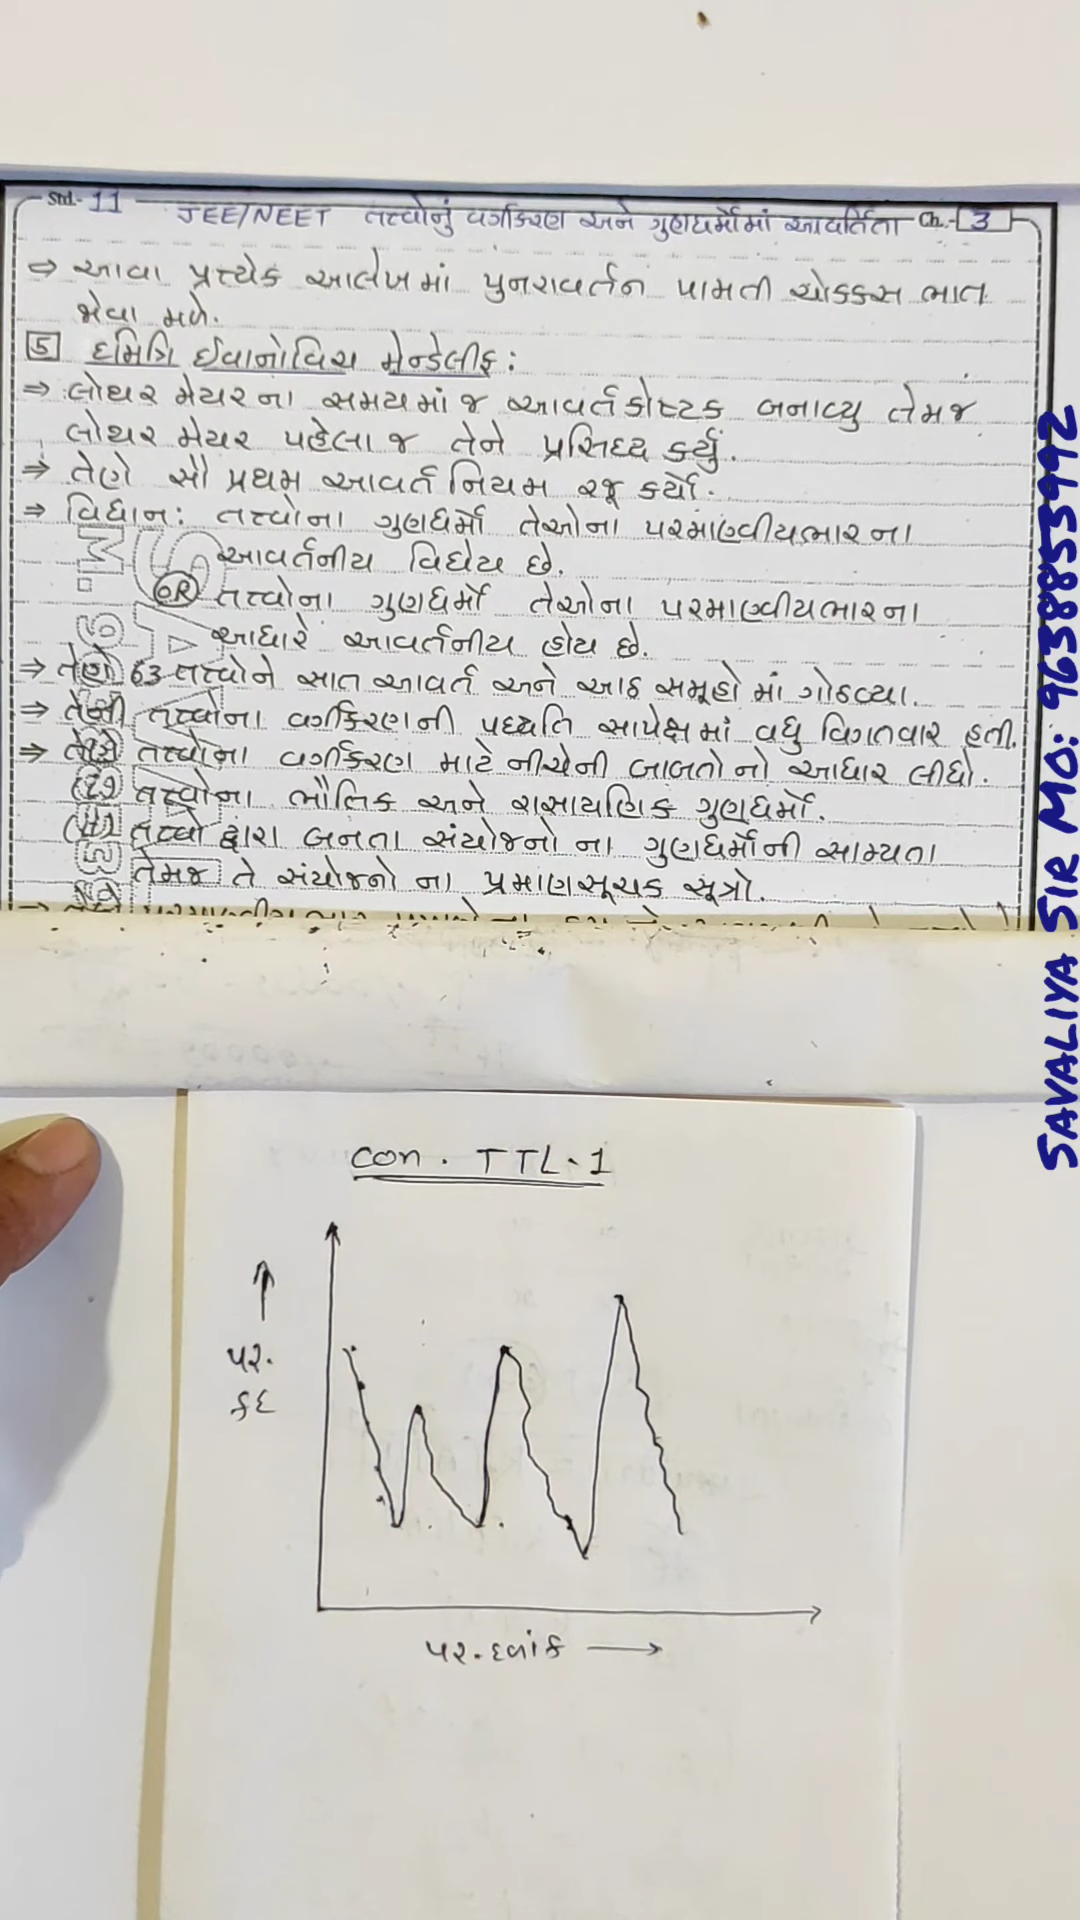 Std.- 11 JEE/NEET તત્ત્વોનું વર્ગીકરણ અને ગુણધર્મોમાં આવર્તિતા Ch.- 3
⇒ આવા પ્રત્યેક આલેખમાં પુનરાવર્તન પામતી ચોક્કસ ભાત
જોવા મળે.
5 દમિત્રિ ઈવાનોવિચ મેન્ડેલીફ :
⇒ લોથર મેયરના સમયમાં જ આવર્તકોષ્ટક બનાવ્યુ તેમજ
લોથર મેયર પહેલા જ તેને પ્રસિધ્ધ કર્યું.
⇒ તેણે સૌ પ્રથમ આવર્ત નિયમ રજૂ કર્યો.
⇒ વિધાન: તત્ત્વોના ગુણધર્મો તેઓના પરમાણ્વીયભારના
આવર્તનીય વિધેય છે.
OR તત્ત્વોના ગુણધર્મો તેઓના પરમાણ્વીયભારના
આધારે આવર્તનીય હોય છે.
⇒ તેણે 63 તત્વોને સાત આવર્ત અને આઠ સમૂહો માં ગોઠવ્યા.
⇒ તેની તત્ત્વોના વર્ગીકરણની પધ્ધતિ સાપેક્ષમાં વધુ વિગતવાર હતી.
⇒ તેણે તત્ત્વોના વર્ગીકરણ માટે નીચેની બાબતો નો આધાર લીધો.
તત્ત્વોના ભૌતિક અને રાસાયણિક ગુણધર્મો.
તત્વો દ્વારા બનતા સંયોજનો ના ગુણધર્મોની સામ્યતા
તેમજ તે સંયોજનો ના પ્રમાણસૂચક સૂત્રો.
SAVALIYA SIR MO: 9638853992
con. TTL-1
પર.
કદ
પર.ક્રમાંક